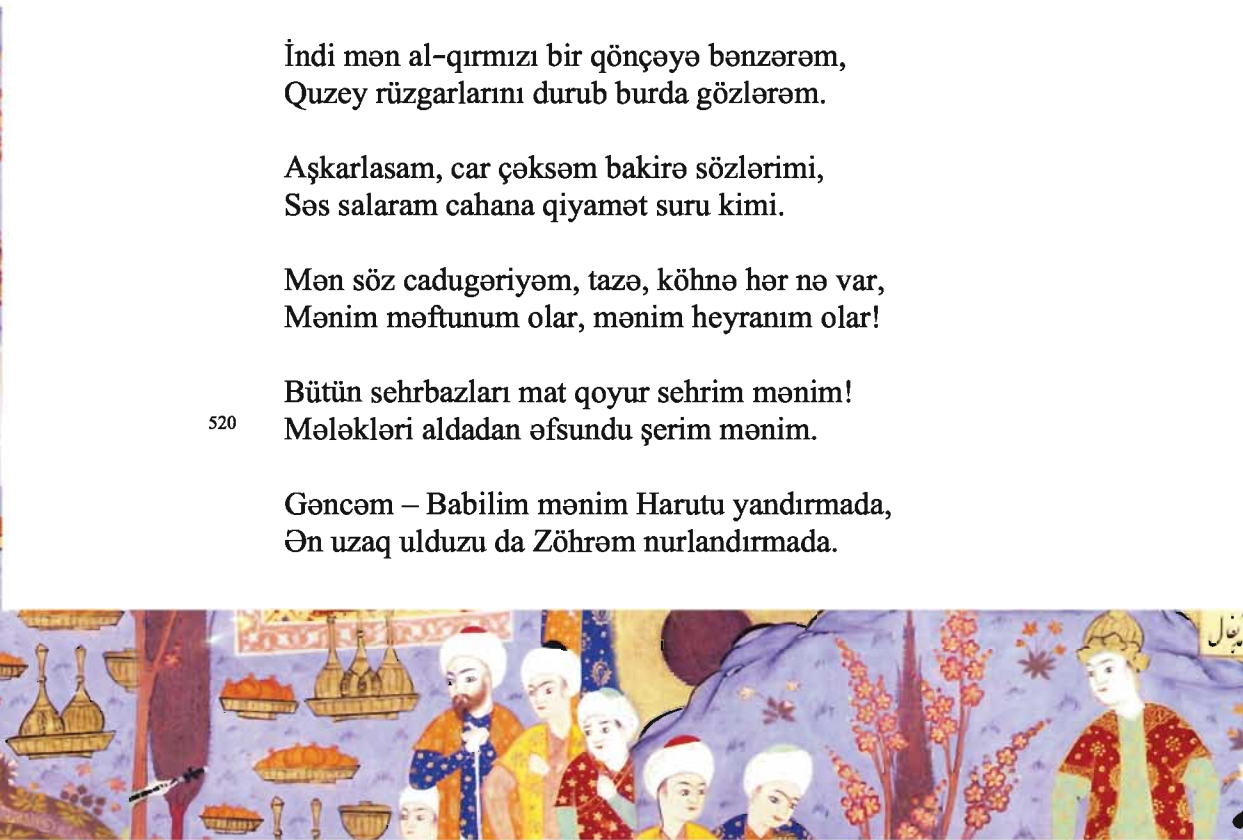 İndi mən al-qırmızı bir qönçəyə bənzərəm,
Quzey rüzgarlarını durub burda gözlərəm.
Aşkarlasam, car çəksəm bakirə sözlərimi,
Səs salaram cahana qiyamət suru kimi.
Mən söz cadugəriyəm, tazə, köhnə hər nə var,
Mənim məftunum olar, mənim heyranım olar!
Bütün sehrbazları mat qoyur sehrim mənim!
520 Mələkləri aldadan əfsundu şerim mənim.
Gəncəm – Babilim mənim Harutu yandırmada,
Ən uzaq ulduzu da Zöhrəm nurlandırmada.